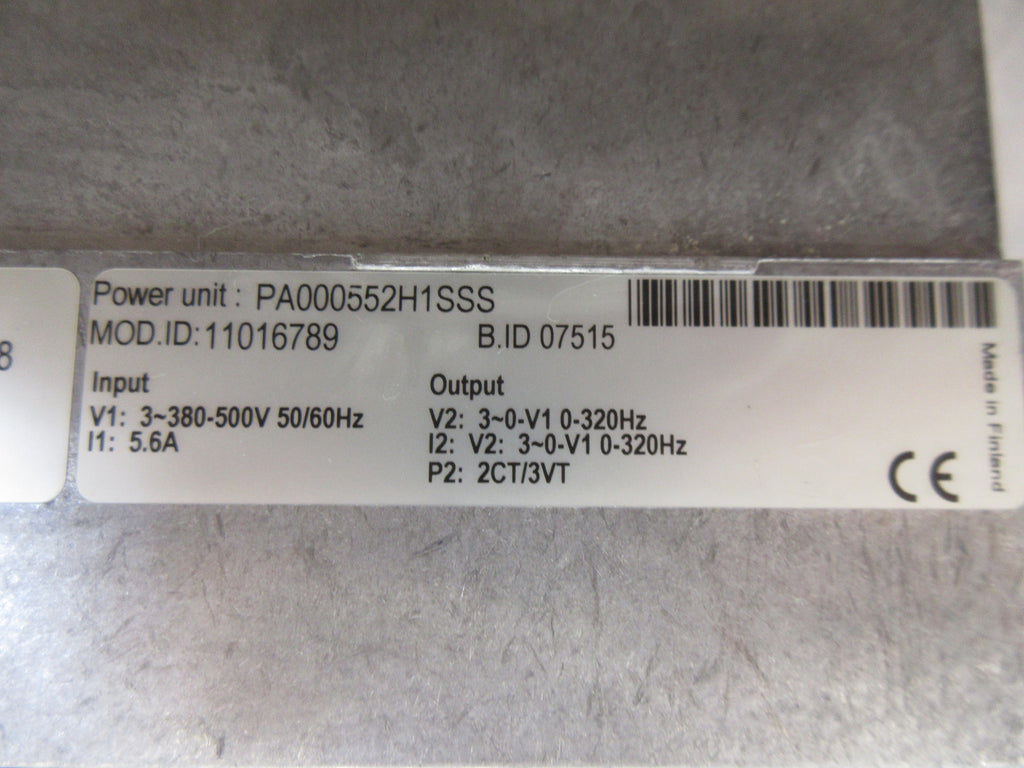 8
Power unit : PA000552H1SSS
MOD.ID:11016789 B.ID 07515
Input
V1: 3~380-500V 50/60Hz
I1: 5.6A
Output
V2: 3~0-V1 0-320Hz
I2: V2: 3~0-V1 0-320Hz
P2: 2CT/3VT
CE
Made in Finland